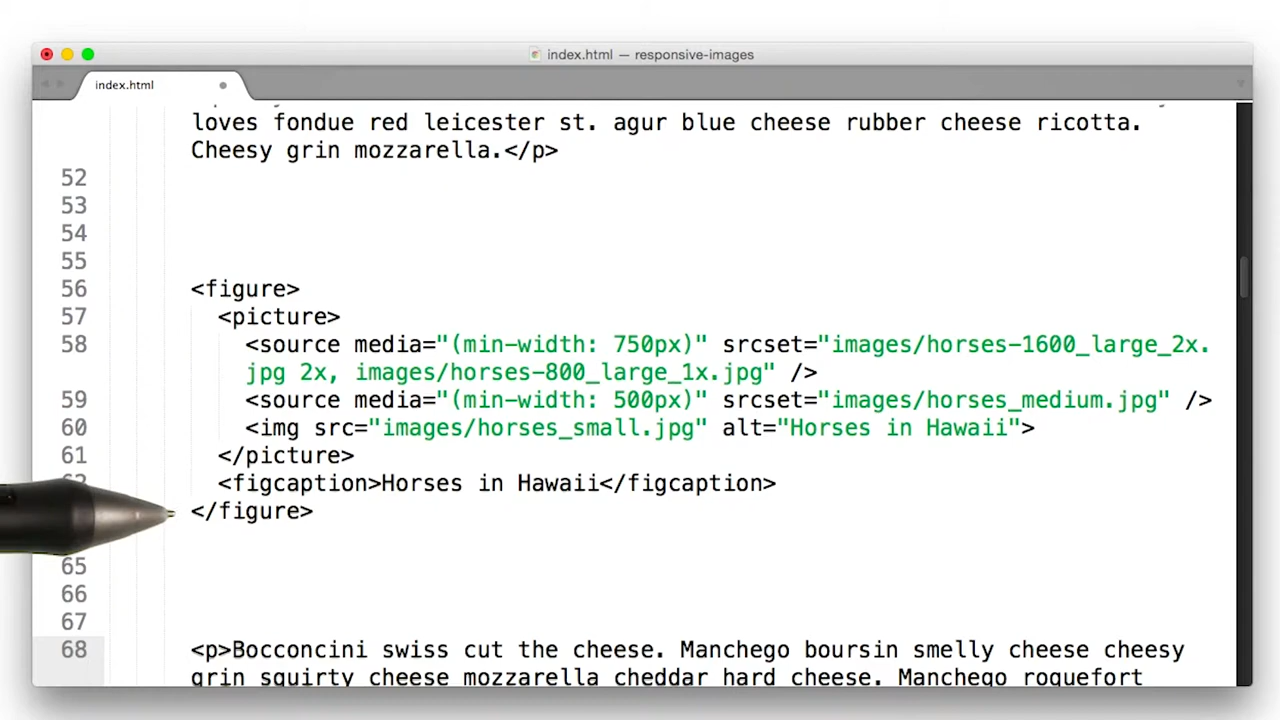 index.html — responsive-images
index.html
loves fondue red leicester st. agur blue cheese rubber cheese ricotta.
Cheesy grin mozzarella.</p>
52
53
54
55
56 <figure>
57 <picture>
58 <source media="(min-width: 750px)" srcset="images/horses-1600_large_2x.
jpg 2x, images/horses-800_large_1x.jpg" />
59 <source media="(min-width: 500px)" srcset="images/horses_medium.jpg" />
60 <img src="images/horses_small.jpg" alt="Horses in Hawaii">
61 </picture>
62 <figcaption>Horses in Hawaii</figcaption>
</figure>
65
66
67
68 <p>Bocconcini swiss cut the cheese. Manchego boursin smelly cheese cheesy
grin squirty cheese mozzarella cheddar hard cheese. Manchego roquefort